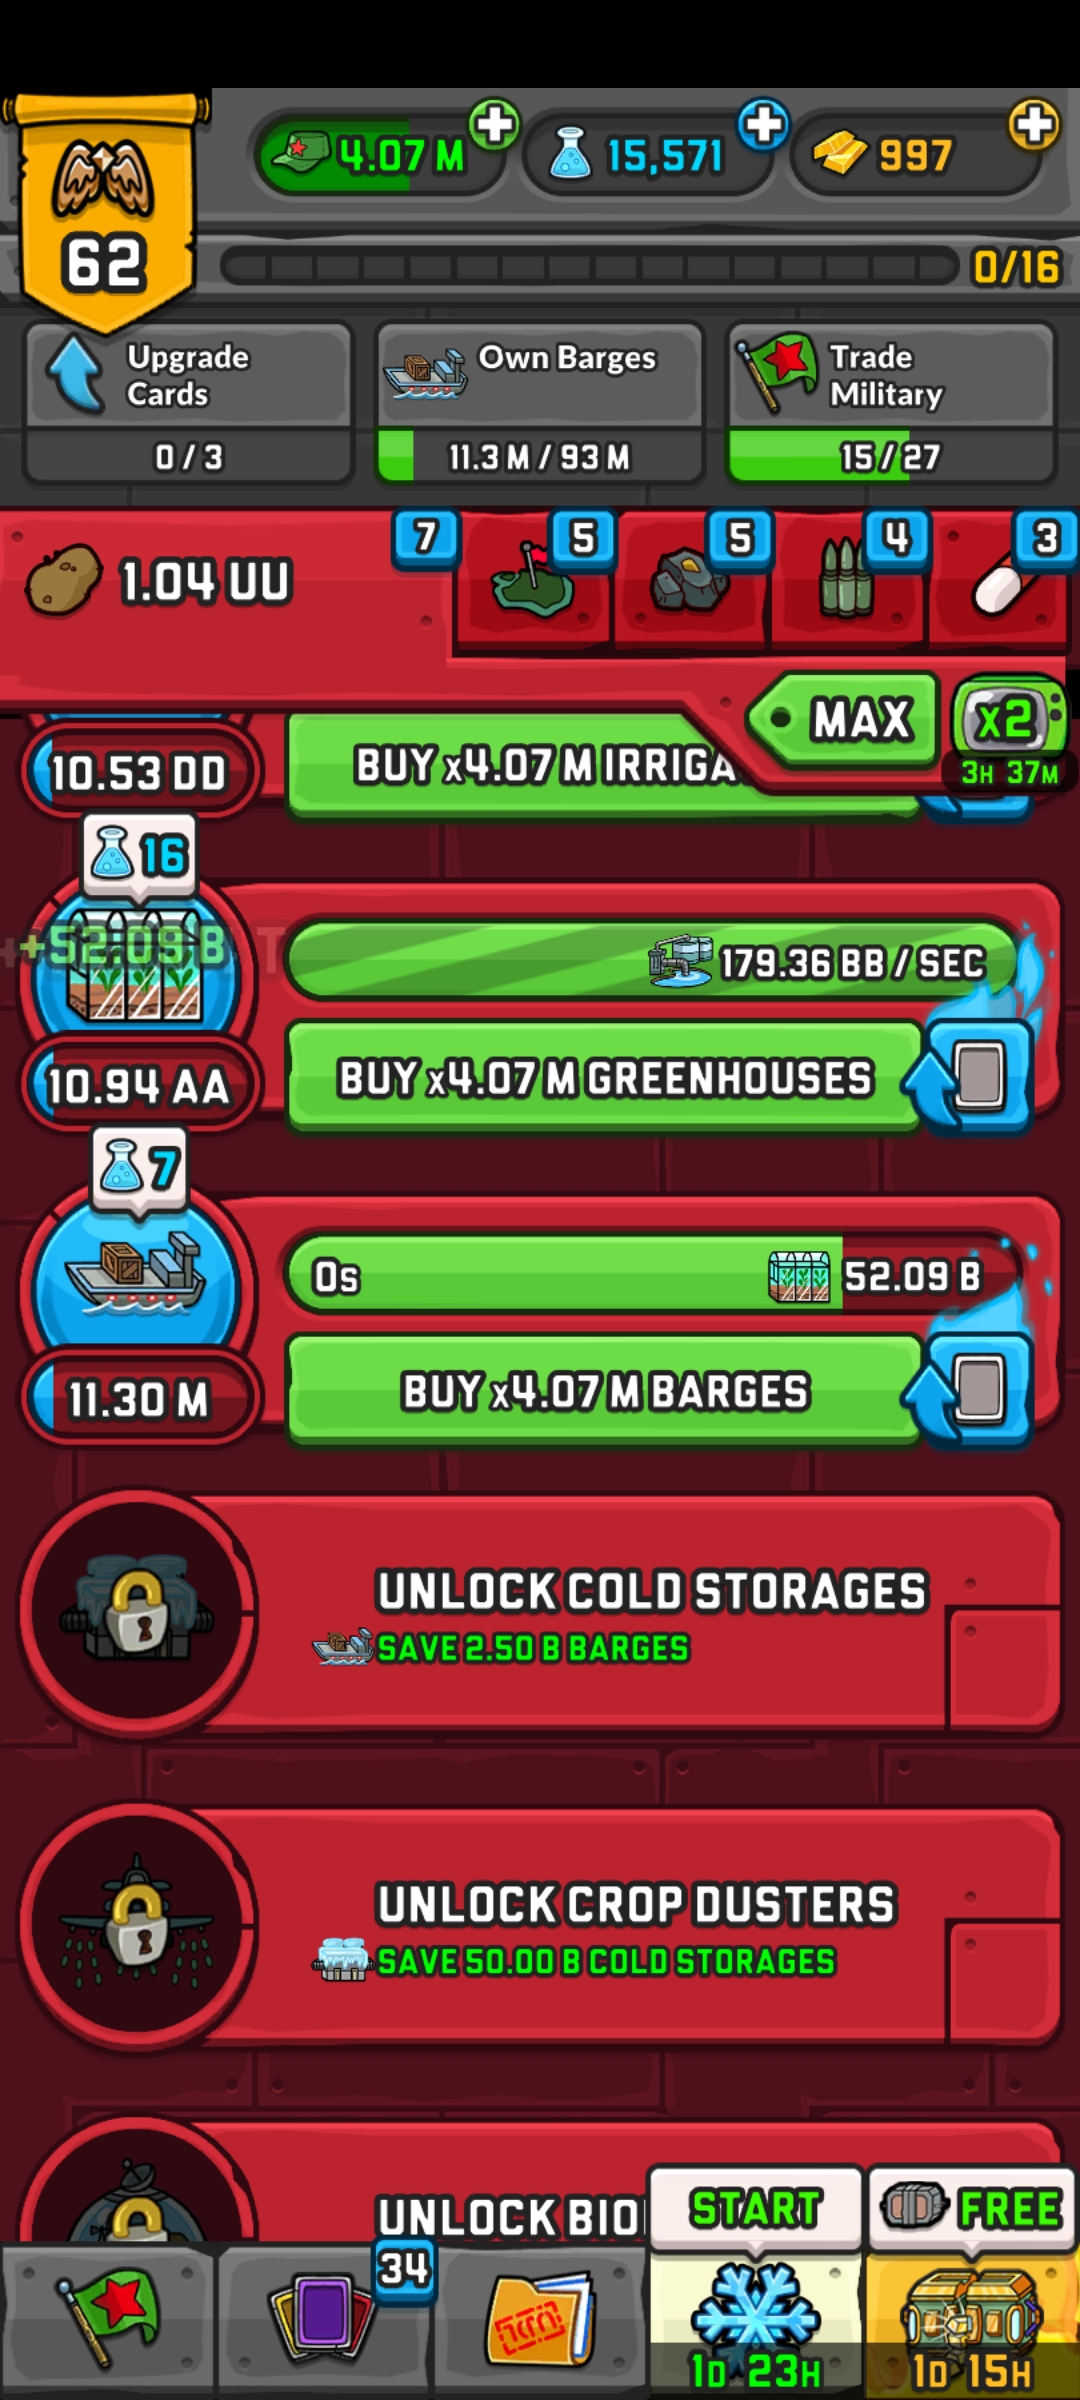 4.07 M
15,571
997
62
0/16
Upgrade
Cards
0 / 3
Own Barges
11.3 M / 93 M
Trade
Military
15 / 27
1.04 UU
7
5
5
4
3
MAX
x2
3H 37M
10.53 DD
BUY x4.07 M IRRIGA
16
+52.09 B
179.36 BB / SEC
10.94 AA
BUY x4.07 M GREENHOUSES
7
0s
52.09 B
11.30 M
BUY x4.07 M BARGES
UNLOCK COLD STORAGES
SAVE 2.50 B BARGES
UNLOCK CROP DUSTERS
SAVE 50.00 B COLD STORAGES
UNLOCK BIO
START
FREE
34
1D 23H
1D 15H